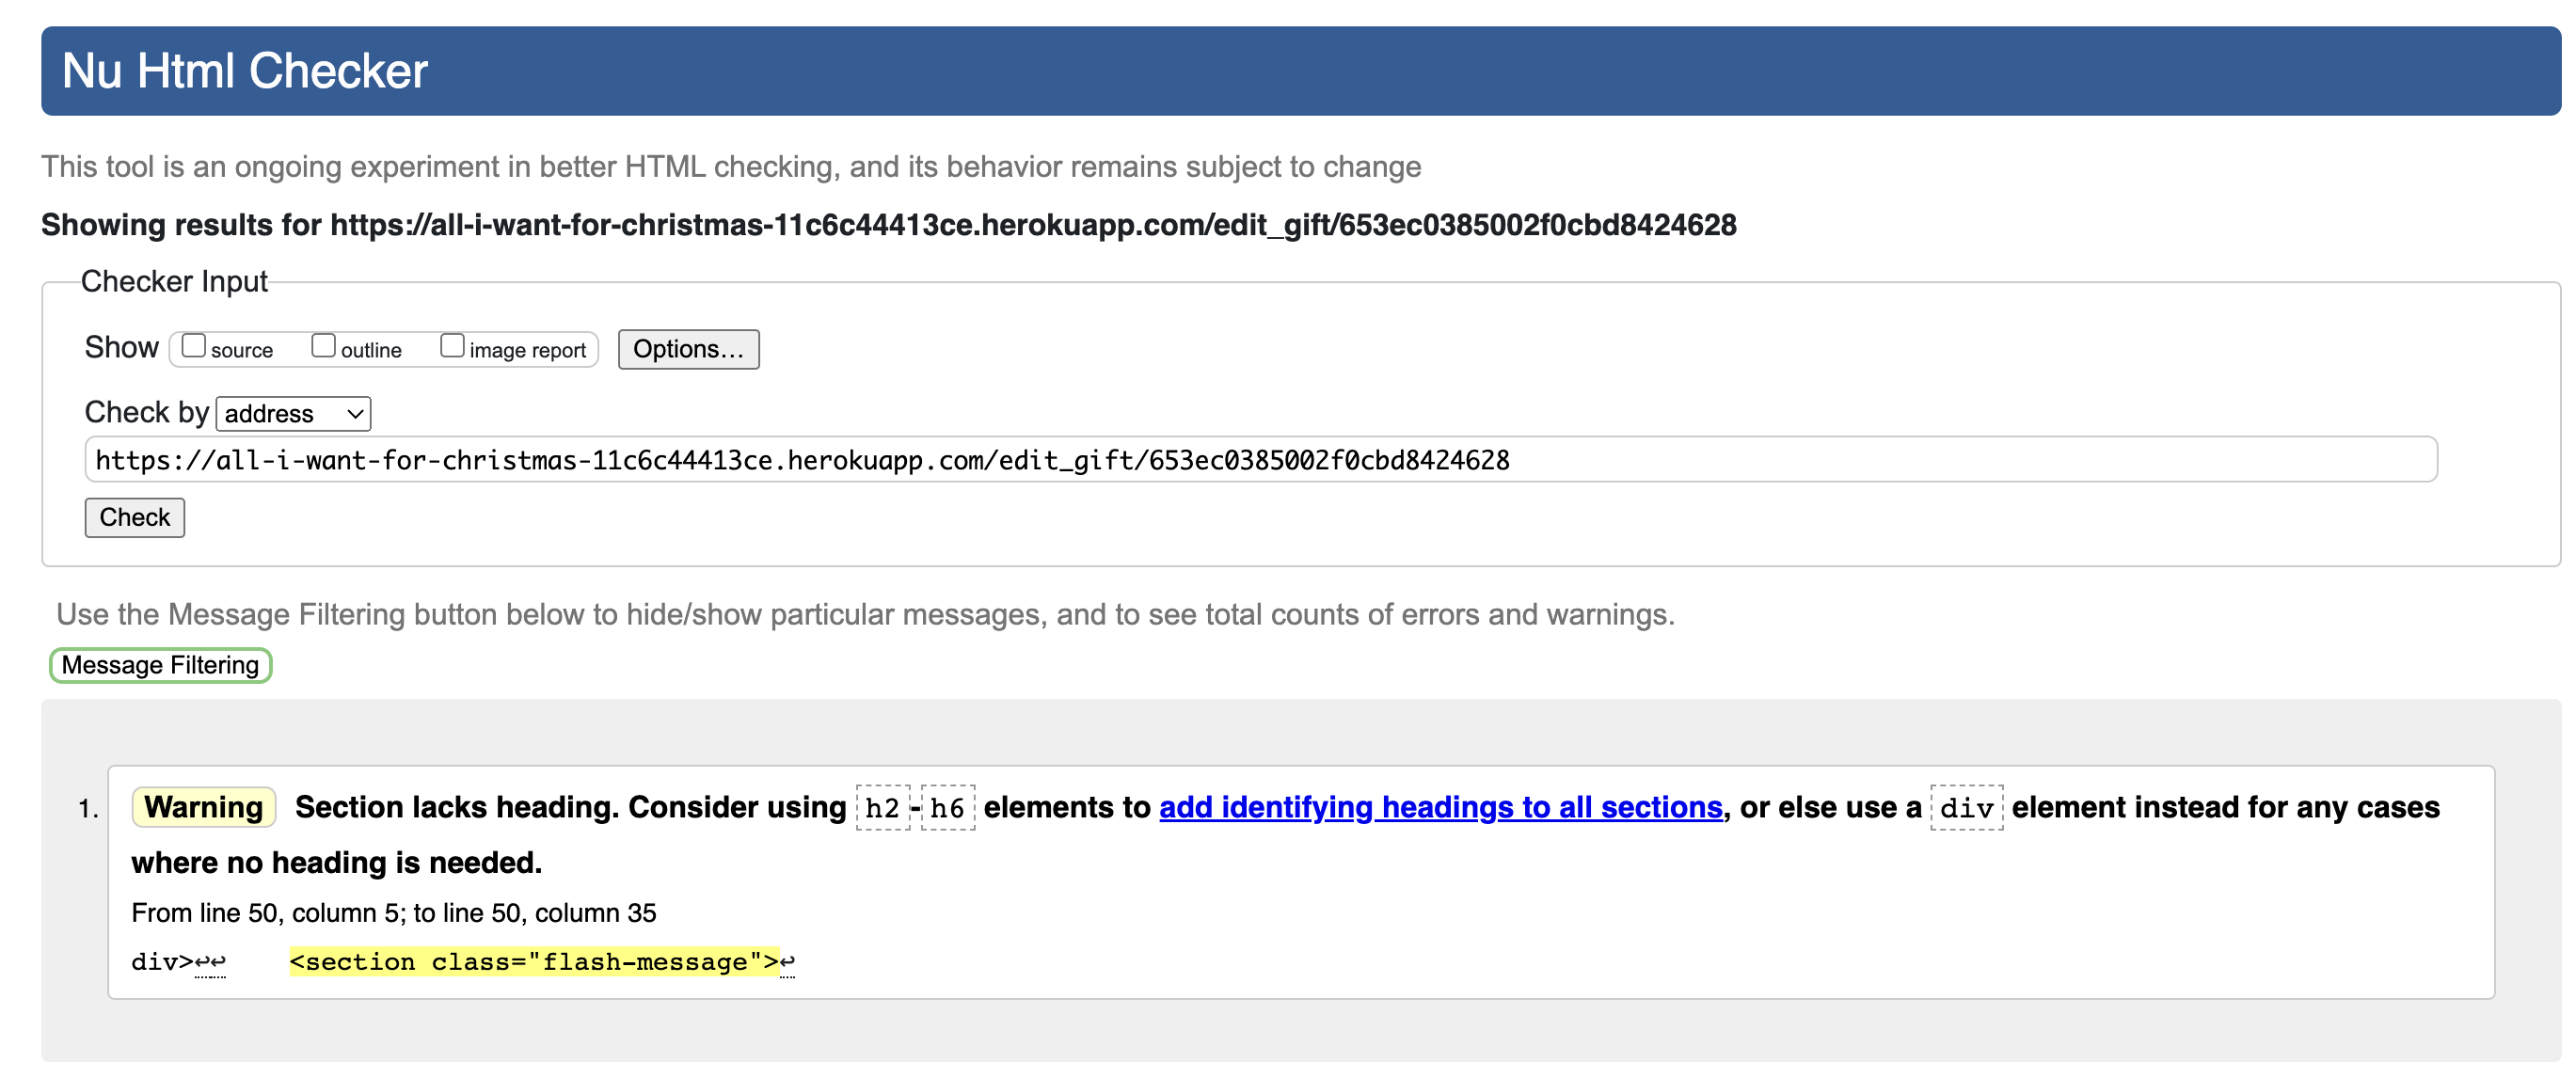 Nu Html Checker
This tool is an ongoing experiment in better HTML checking, and its behavior remains subject to change
Showing results for https://all-i-want-for-christmas-11c6c44413ce.herokuapp.com/edit_gift/653ec0385002f0cbd8424628
Checker Input
Show source outline image report Options...
Check by address
https://all-i-want-for-christmas-11c6c44413ce.herokuapp.com/edit_gift/653ec0385002f0cbd8424628
Check
Use the Message Filtering button below to hide/show particular messages, and to see total counts of errors and warnings.
Message Filtering
1. Warning Section lacks heading. Consider using h2-h6 elements to add identifying headings to all sections, or else use a div element instead for any cases
where no heading is needed.
From line 50, column 5; to line 50, column 35
div>↩↩    <section class="flash-message">↩